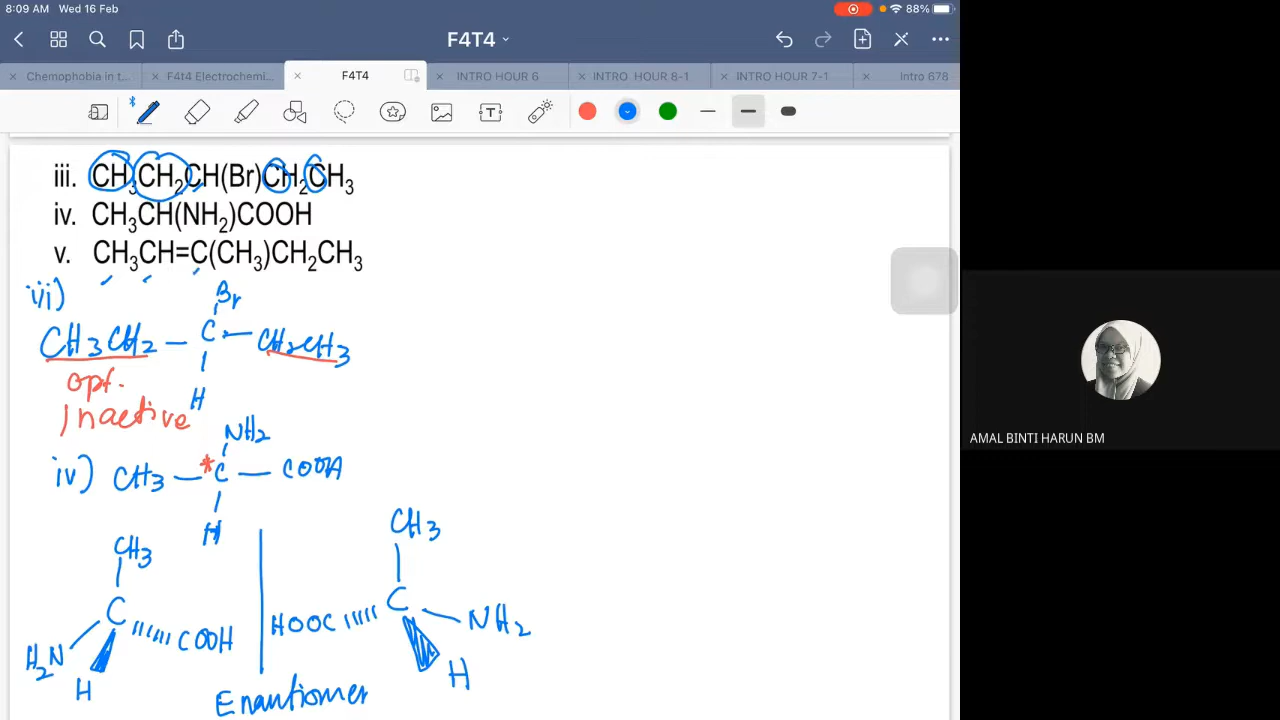 8:09 AM Wed 16 Feb
88%
F4T4
Chemophobia in t...
F4t4 Electrochemi...
F4T4
INTRO HOUR 6
INTRO HOUR 8-1
INTRO HOUR 7-1
Intro 678
iii. CH₃CH₂CH(Br)CH₂CH₃
iv. CH₃CH(NH₂)COOH
v. CH₃CH=C(CH₃)CH₂CH₃
iii)
Br
CH₃CH₂ — C — CH₂CH₃
H
opt.
Inactive
NH₂
iv) CH₃ — *C — COOH
H
CH₃
C
H₂N
COOH
H
CH₃
C
HOOC
NH₂
H
Enantiomer
AMAL BINTI HARUN BM